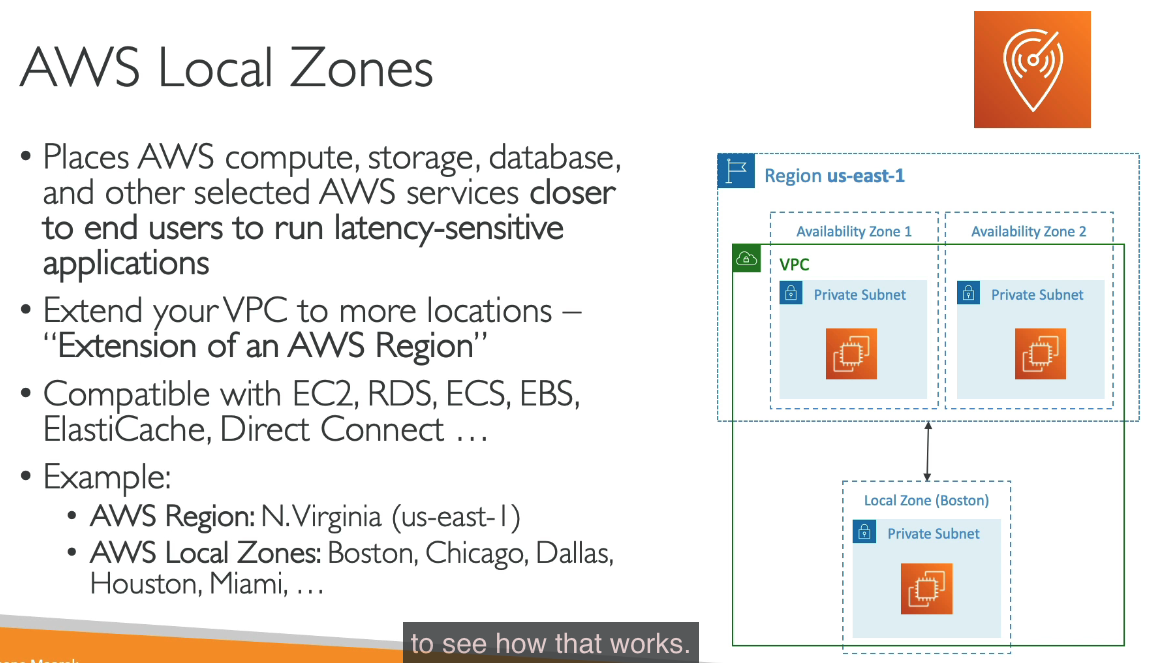 AWS Local Zones
• Places AWS compute, storage, database,
and other selected AWS services closer
to end users to run latency-sensitive
applications
• Extend your VPC to more locations –
“Extension of an AWS Region”
• Compatible with EC2, RDS, ECS, EBS,
ElastiCache, Direct Connect …
• Example:
• AWS Region: N. Virginia (us-east-1)
• AWS Local Zones: Boston, Chicago, Dallas,
Houston, Miami, …
Region us-east-1
Availability Zone 1
Availability Zone 2
VPC
Private Subnet
Private Subnet
Local Zone (Boston)
Private Subnet
to see how that works.